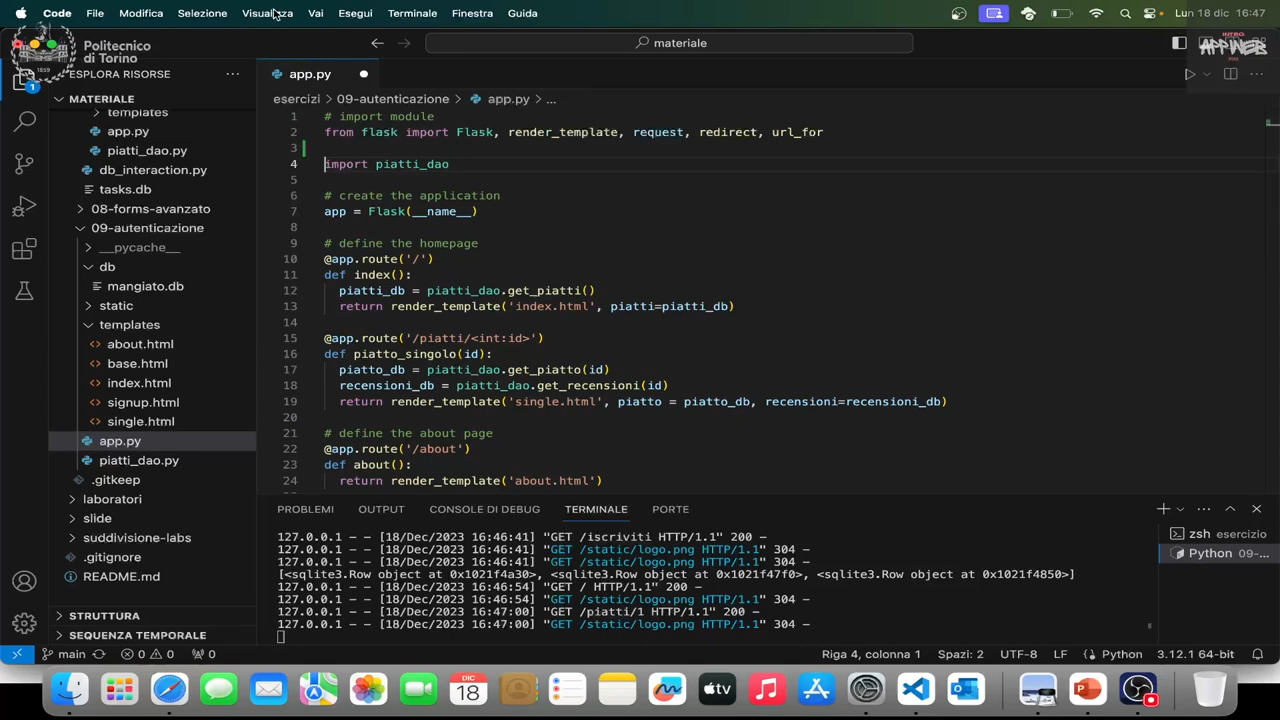 Code File Modifica Selezione Visualizza Vai Esegui Terminale Finestra Guida Lun 18 dic 16:47
Politecnico
di Torino
1859
materiale
INTRO
APPIWEB
ESPLORA RISORSE
app.py
1
MATERIALE
esercizi > 09-autenticazione > app.py > ...
templates
app.py
piatti_dao.py
db_interaction.py
tasks.db
08-forms-avanzato
09-autenticazione
__pycache__
db
mangiato.db
static
templates
about.html
base.html
index.html
signup.html
single.html
app.py
piatti_dao.py
.gitkeep
laboratori
slide
suddivisione-labs
.gitignore
README.md
STRUTTURA
SEQUENZA TEMPORALE
1 # import module
2 from flask import Flask, render_template, request, redirect, url_for
3
4 import piatti_dao
5
6 # create the application
7 app = Flask(__name__)
8
9 # define the homepage
10 @app.route('/')
11 def index():
12 piatti_db = piatti_dao.get_piatti()
13 return render_template('index.html', piatti=piatti_db)
14
15 @app.route('/piatti/<int:id>')
16 def piatto_singolo(id):
17 piatto_db = piatti_dao.get_piatto(id)
18 recensioni_db = piatti_dao.get_recensioni(id)
19 return render_template('single.html', piatto = piatto_db, recensioni=recensioni_db)
20
21 # define the about page
22 @app.route('/about')
23 def about():
24 return render_template('about.html')
PROBLEMI OUTPUT CONSOLE DI DEBUG TERMINALE PORTE
127.0.0.1 - - [18/Dec/2023 16:46:41] "GET /iscriviti HTTP/1.1" 200 -
127.0.0.1 - - [18/Dec/2023 16:46:41] "GET /static/logo.png HTTP/1.1" 304 -
127.0.0.1 - - [18/Dec/2023 16:46:41] "GET /static/logo.png HTTP/1.1" 304 -
[<sqlite3.Row object at 0x1021f4a30>, <sqlite3.Row object at 0x1021f47f0>, <sqlite3.Row object at 0x1021f4850>]
127.0.0.1 - - [18/Dec/2023 16:46:54] "GET / HTTP/1.1" 200 -
127.0.0.1 - - [18/Dec/2023 16:46:54] "GET /static/logo.png HTTP/1.1" 304 -
127.0.0.1 - - [18/Dec/2023 16:47:00] "GET /piatti/1 HTTP/1.1" 200 -
127.0.0.1 - - [18/Dec/2023 16:47:00] "GET /static/logo.png HTTP/1.1" 304 -
zsh esercizio
Python 09-...
main 0 0 0 Riga 4, colonna 1 Spazi: 2 UTF-8 LF Python 3.12.1 64-bit
DIC
18
tv